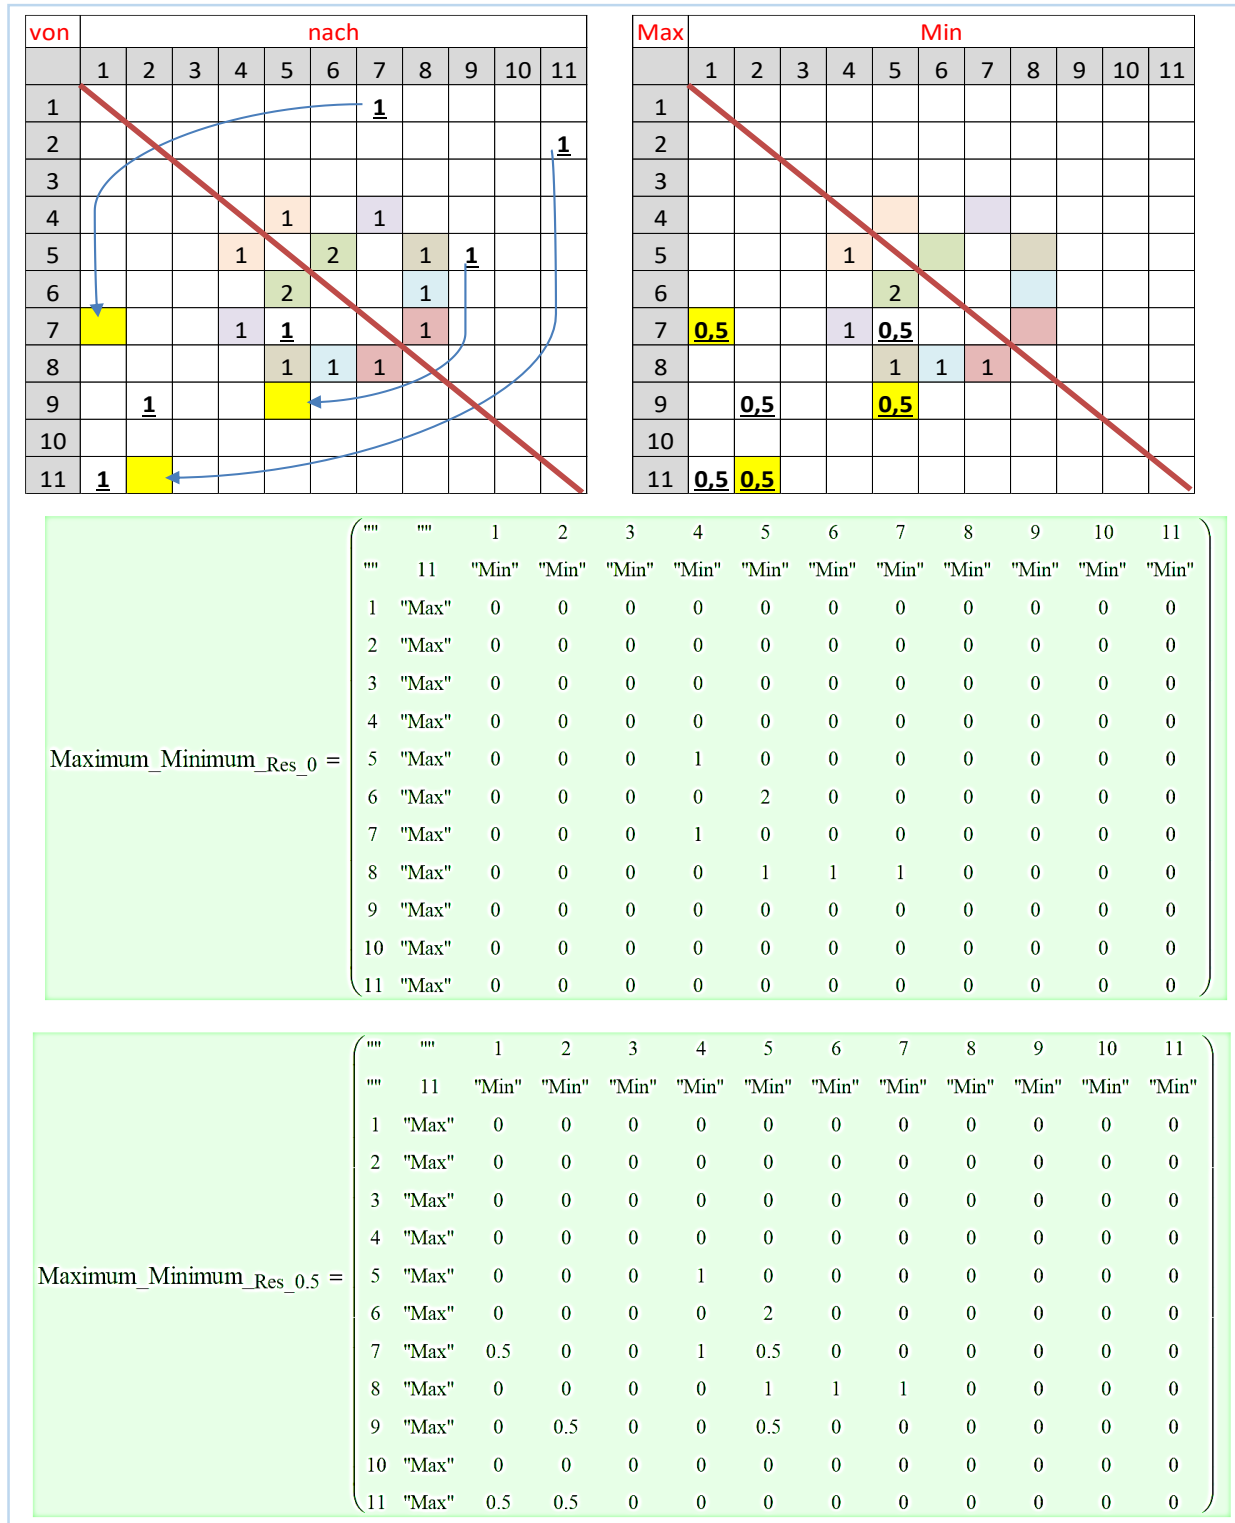 von nach
1 2 3 4 5 6 7 8 9 10 11
1 1
2 1
3
4 1 1
5 1 2 1 1
6 2 1
7 1 1 1
8 1 1 1
9 1
10
11 1
Max Min
1 2 3 4 5 6 7 8 9 10 11
1
2
3
4
5 1
6 2
7 0,5 1 0,5
8 1 1 1
9 0,5 0,5
10
11 0,5 0,5
"" "" 1 2 3 4 5 6 7 8 9 10 11
"" 11 "Min" "Min" "Min" "Min" "Min" "Min" "Min" "Min" "Min" "Min" "Min"
1 "Max" 0 0 0 0 0 0 0 0 0 0 0
2 "Max" 0 0 0 0 0 0 0 0 0 0 0
3 "Max" 0 0 0 0 0 0 0 0 0 0 0
4 "Max" 0 0 0 0 0 0 0 0 0 0 0
Maximum_Minimum_Res_0 = 5 "Max" 0 0 0 1 0 0 0 0 0 0 0
6 "Max" 0 0 0 0 2 0 0 0 0 0 0
7 "Max" 0 0 0 1 0 0 0 0 0 0 0
8 "Max" 0 0 0 0 1 1 1 0 0 0 0
9 "Max" 0 0 0 0 0 0 0 0 0 0 0
10 "Max" 0 0 0 0 0 0 0 0 0 0 0
11 "Max" 0 0 0 0 0 0 0 0 0 0 0
"" "" 1 2 3 4 5 6 7 8 9 10 11
"" 11 "Min" "Min" "Min" "Min" "Min" "Min" "Min" "Min" "Min" "Min" "Min"
1 "Max" 0 0 0 0 0 0 0 0 0 0 0
2 "Max" 0 0 0 0 0 0 0 0 0 0 0
3 "Max" 0 0 0 0 0 0 0 0 0 0 0
4 "Max" 0 0 0 0 0 0 0 0 0 0 0
Maximum_Minimum_Res_0.5 = 5 "Max" 0 0 0 1 0 0 0 0 0 0 0
6 "Max" 0 0 0 0 2 0 0 0 0 0 0
7 "Max" 0.5 0 0 1 0.5 0 0 0 0 0 0
8 "Max" 0 0 0 0 1 1 1 0 0 0 0
9 "Max" 0 0.5 0 0 0.5 0 0 0 0 0 0
10 "Max" 0 0 0 0 0 0 0 0 0 0 0
11 "Max" 0.5 0.5 0 0 0 0 0 0 0 0 0